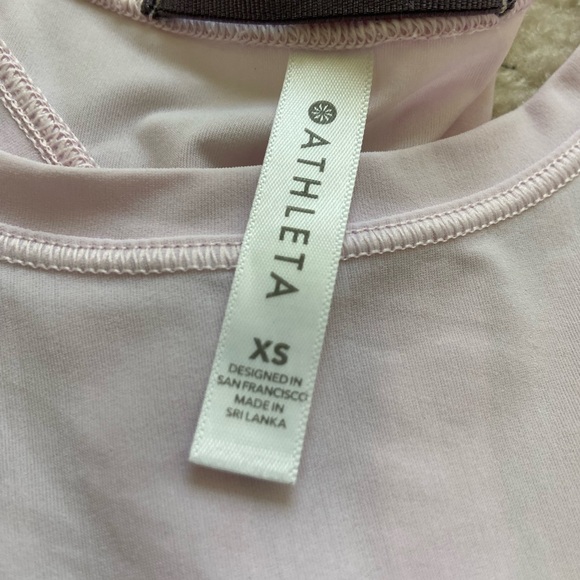 ATHLETA
XS
DESIGNED IN
SAN FRANCISCO
MADE IN
SRI LANKA